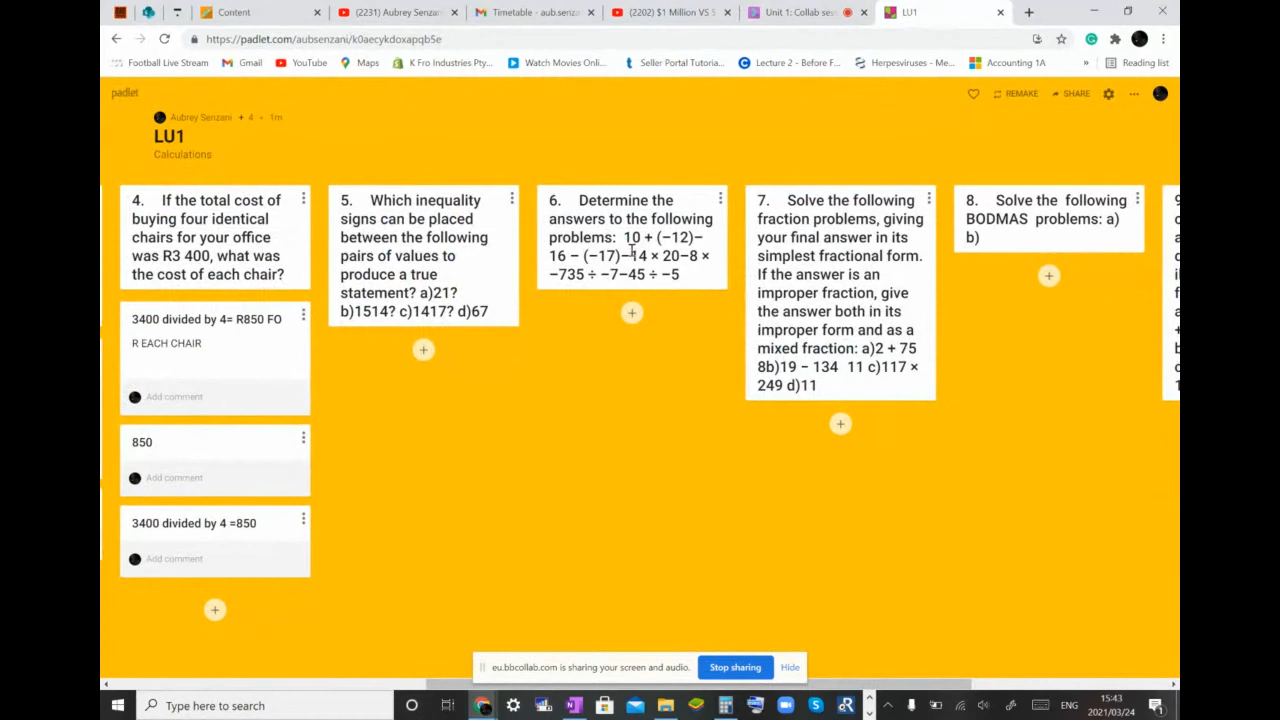 Content
(2231) Aubrey Senzan
Timetable - aub.senza
(2202) $1 Million VS S
Unit 1: Collab ses
LU1
https://padlet.com/aubsenzani/k0aecykdoxapqb5e
Football Live Stream
Gmail
YouTube
Maps
K Fro Industries Pty...
Watch Movies Onli...
Seller Portal Tutoria...
Lecture 2 - Before F...
Herpesviruses - Me...
Accounting 1A
»
Reading list
padlet
REMAKE
SHARE
Aubrey Senzani + 4 • 1m
LU1
Calculations
4. If the total cost of
buying four identical
chairs for your office
was R3 400, what was
the cost of each chair?
3400 divided by 4= R850 FO
R EACH CHAIR
Add comment
850
Add comment
3400 divided by 4 =850
Add comment
5. Which inequality
signs can be placed
between the following
pairs of values to
produce a true
statement? a)21?
b)1514? c)1417? d)67
6. Determine the
answers to the following
problems: 10 + (−12)−
16 − (−17)−14 × 20−8 ×
−735 ÷ −7−45 ÷ −5
7. Solve the following
fraction problems, giving
your final answer in its
simplest fractional form.
If the answer is an
improper fraction, give
the answer both in its
improper form and as a
mixed fraction: a)2 + 75
8b)19 − 134 11 c)117 ×
249 d)11
8. Solve the following
BODMAS problems: a)
b)
eu.bbcollab.com is sharing your screen and audio.
Stop sharing
Hide
Type here to search
ENG
15:43
2021/03/24